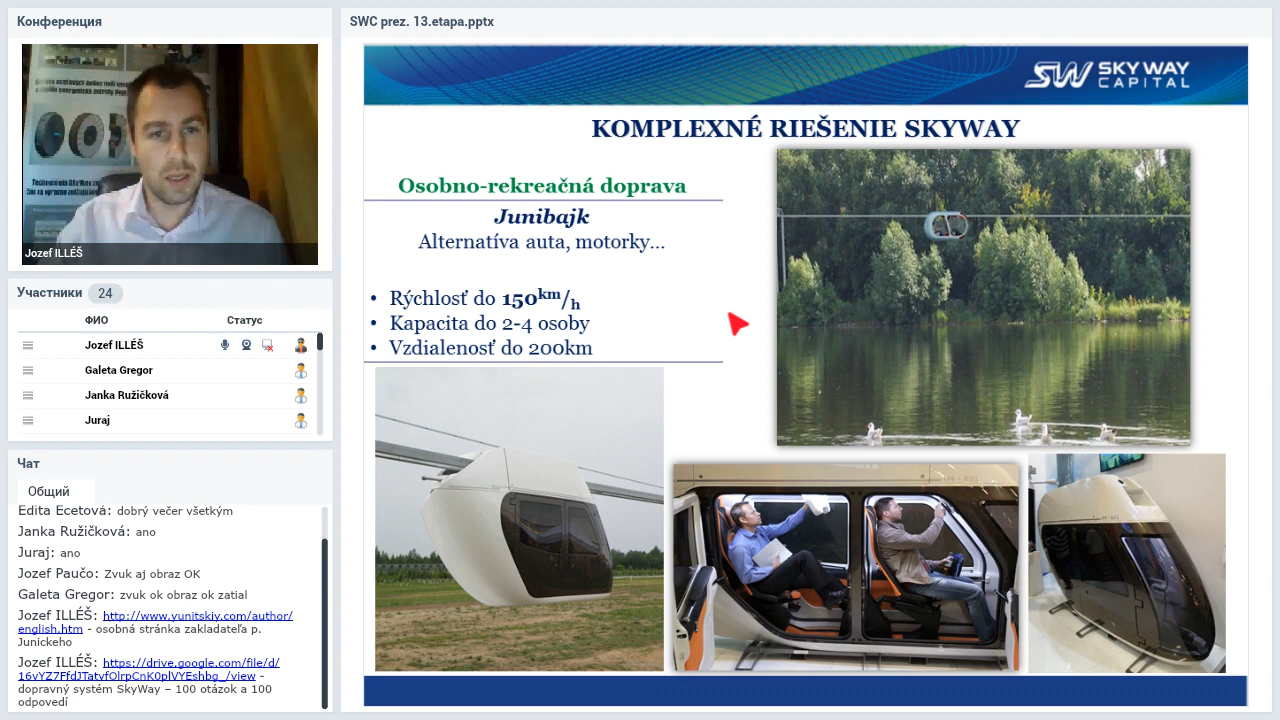 Конференция
Jozef ILLÉŠ
Участники 24
ФИО Статус
Jozef ILLÉŠ
Galeta Gregor
Janka Ružičková
Juraj
Чат
Общий
Edita Ecetová: dobrý večer všetkým
Janka Ružičková: ano
Juraj: ano
Jozef Paučo: Zvuk aj obraz OK
Galeta Gregor: zvuk ok obraz ok zatial
Jozef ILLÉŠ: http://www.yunitskiy.com/author/
english.htm - osobná stránka zakladateľa p.
Junickeho
Jozef ILLÉŠ: https://drive.google.com/file/d/
16vYZ7FfdJTatvfOlrpCnK0plVYEshbg_/view -
dopravný systém SkyWay – 100 otázok a 100
odpovedí
SWC prez. 13.etapa.pptx
SW SKY WAY
CAPITAL
KOMPLEXNÉ RIEŠENIE SKYWAY
Osobno-rekreačná doprava
Junibajk
Alternatíva auta, motorky...
• Rýchlosť do 150km/h
• Kapacita do 2-4 osoby
• Vzdialenosť do 200km